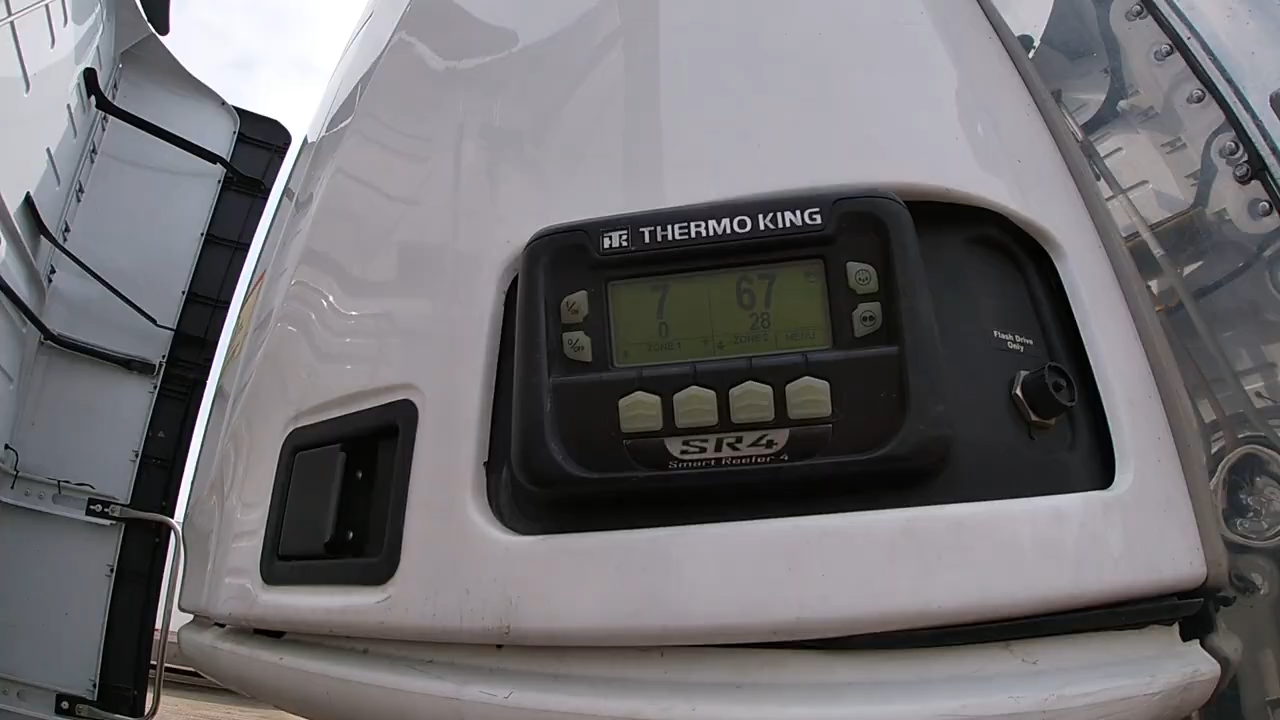 THERMO KING
7 67
0 28
ZONE 1 ZONE 2 MENU
Flash Drive
Only
SR4
Smart Reefer 4